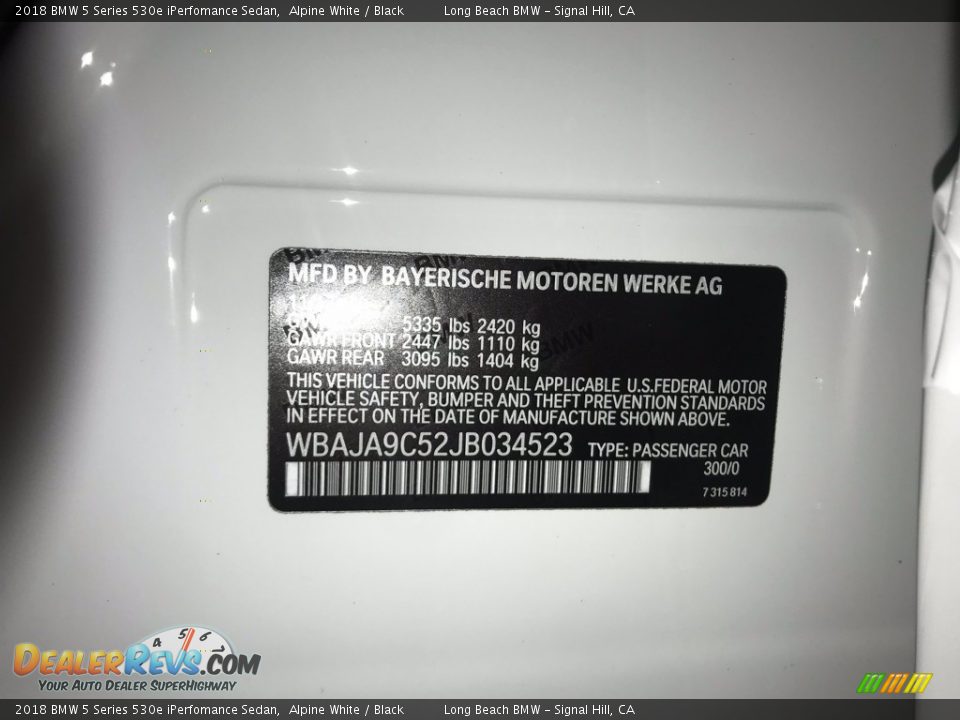 2018 BMW 5 Series 530e iPerfomance Sedan, Alpine White / Black Long Beach BMW - Signal Hill, CA
MFD BY BAYERISCHE MOTOREN WERKE AG
5335 lbs 2420 kg
GAWR FRONT 2447 lbs 1110 kg
GAWR REAR 3095 lbs 1404 kg
THIS VEHICLE CONFORMS TO ALL APPLICABLE U.S.FEDERAL MOTOR
VEHICLE SAFETY, BUMPER AND THEFT PREVENTION STANDARDS
IN EFFECT ON THE DATE OF MANUFACTURE SHOWN ABOVE.
WBAJA9C52JB034523 TYPE: PASSENGER CAR
300/0
7 315 814
BMW
4 5 6
DEALERREVS.COM
YOUR AUTO DEALER SUPERHIGHWAY
2018 BMW 5 Series 530e iPerfomance Sedan, Alpine White / Black Long Beach BMW - Signal Hill, CA